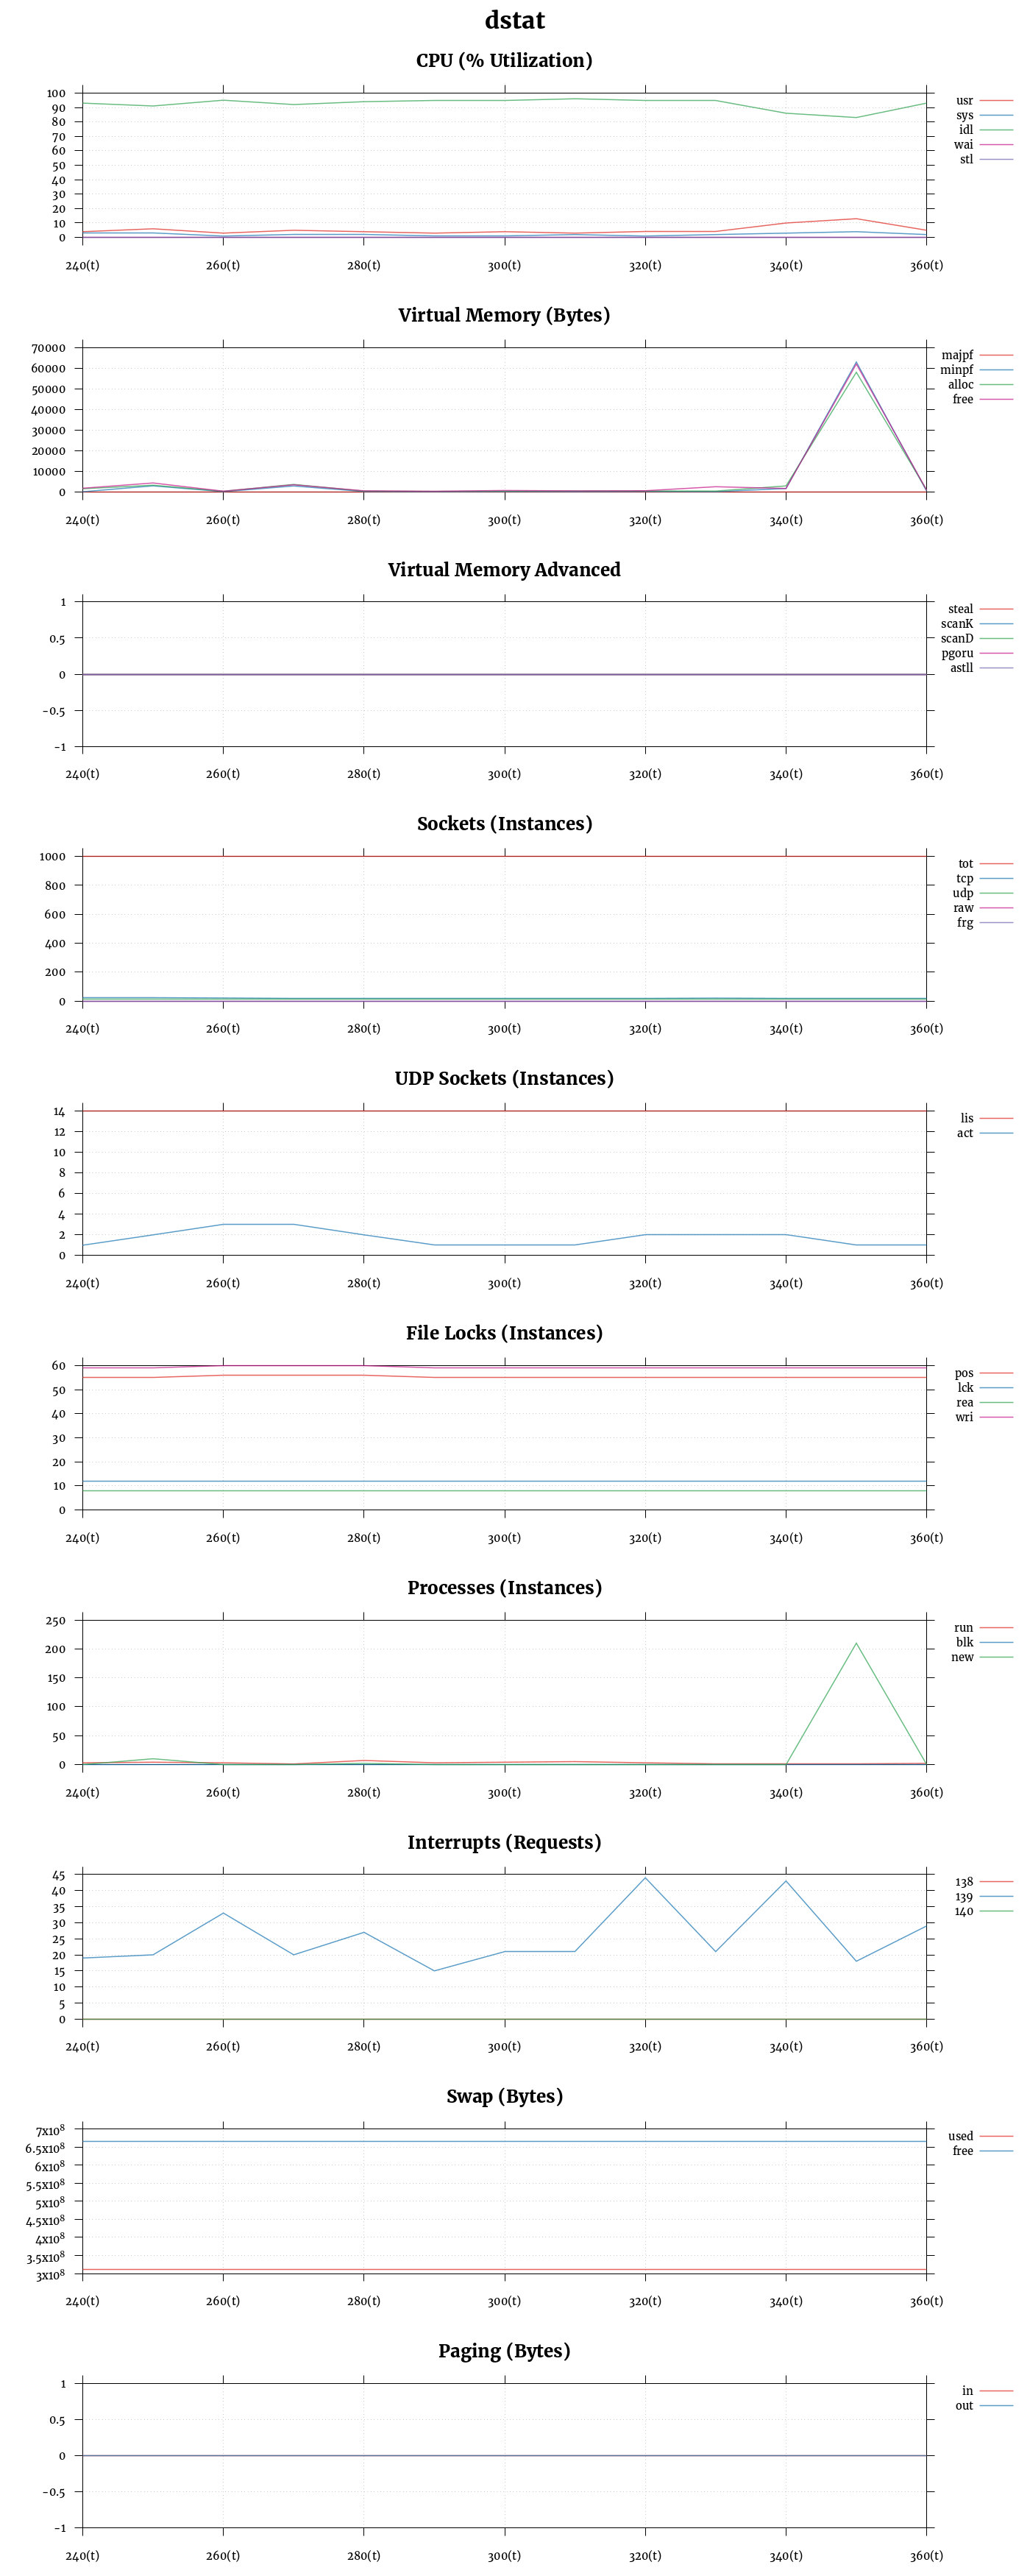 dstat
CPU (% Utilization)
100
90
80
70
60
50
40
30
20
10
0
240(t) 260(t) 280(t) 300(t) 320(t) 340(t) 360(t)
usr
sys
idl
wai
stl
Virtual Memory (Bytes)
70000
60000
50000
40000
30000
20000
10000
0
240(t) 260(t) 280(t) 300(t) 320(t) 340(t) 360(t)
majpf
minpf
alloc
free
Virtual Memory Advanced
1
0.5
0
-0.5
-1
240(t) 260(t) 280(t) 300(t) 320(t) 340(t) 360(t)
steal
scanK
scanD
pgoru
astll
Sockets (Instances)
1000
800
600
400
200
0
240(t) 260(t) 280(t) 300(t) 320(t) 340(t) 360(t)
tot
tcp
udp
raw
frg
UDP Sockets (Instances)
14
12
10
8
6
4
2
0
240(t) 260(t) 280(t) 300(t) 320(t) 340(t) 360(t)
lis
act
File Locks (Instances)
60
50
40
30
20
10
0
240(t) 260(t) 280(t) 300(t) 320(t) 340(t) 360(t)
pos
lck
rea
wri
Processes (Instances)
250
200
150
100
50
0
240(t) 260(t) 280(t) 300(t) 320(t) 340(t) 360(t)
run
blk
new
Interrupts (Requests)
45
40
35
30
25
20
15
10
5
0
240(t) 260(t) 280(t) 300(t) 320(t) 340(t) 360(t)
138
139
140
Swap (Bytes)
7x10⁸
6.5x10⁸
6x10⁸
5.5x10⁸
5x10⁸
4.5x10⁸
4x10⁸
3.5x10⁸
3x10⁸
240(t) 260(t) 280(t) 300(t) 320(t) 340(t) 360(t)
used
free
Paging (Bytes)
1
0.5
0
-0.5
-1
240(t) 260(t) 280(t) 300(t) 320(t) 340(t) 360(t)
in
out